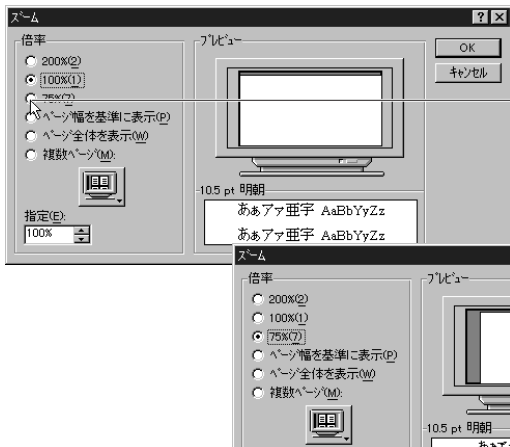 ズーム
倍率
200%(2)
100%(1)
75%(7)
ページ幅を基準に表示(P)
ページ全体を表示(W)
複数ページ(M):
指定(E):
100%
プレビュー
10.5 pt 明朝
あぁアァ亜宇 AaBbYyZz
あぁアァ亜宇 AaBbYyZz
OK
キャンセル
ズーム
倍率
200%(2)
100%(1)
75%(7)
ページ幅を基準に表示(P)
ページ全体を表示(W)
複数ページ(M):
プレビュー
10.5 pt 明朝